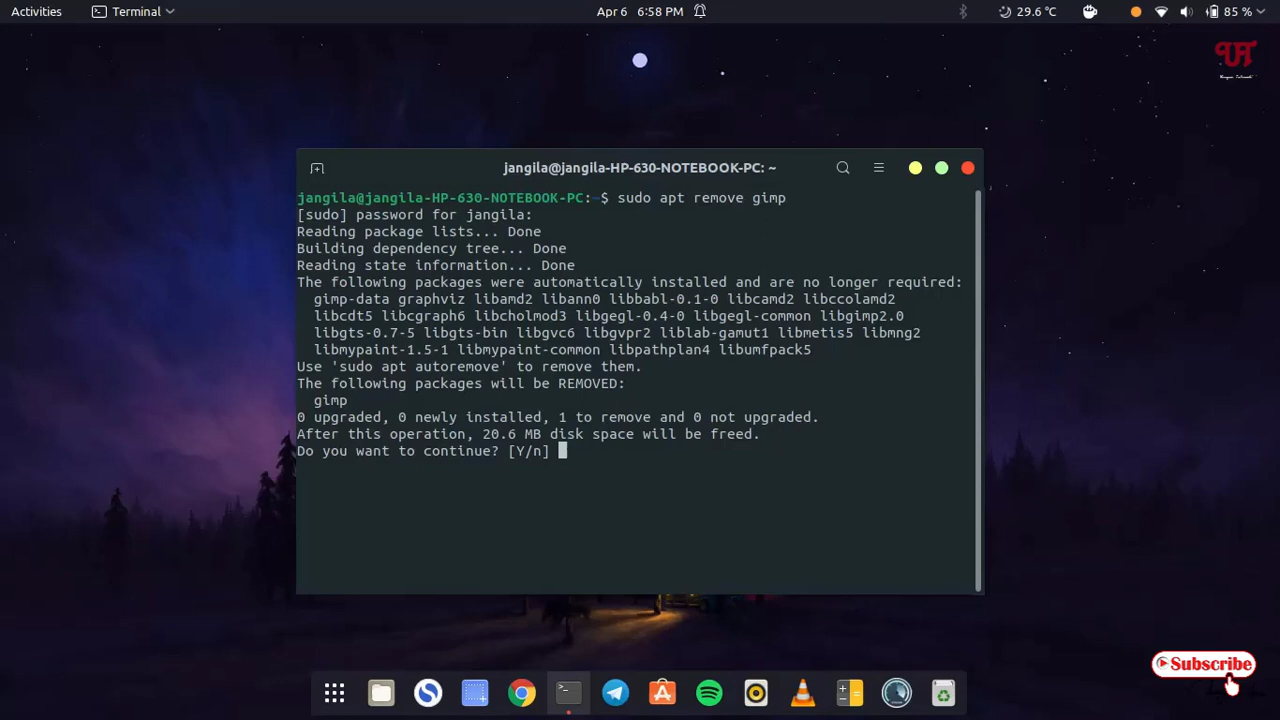 Activities
Terminal
Apr 6 6:58 PM
29.6 °C
85 %
jangila@jangila-HP-630-NOTEBOOK-PC: ~
jangila@jangila-HP-630-NOTEBOOK-PC:~$ sudo apt remove gimp
[sudo] password for jangila:
Reading package lists... Done
Building dependency tree... Done
Reading state information... Done
The following packages were automatically installed and are no longer required:
gimp-data graphviz libamd2 libann0 libbabl-0.1-0 libcamd2 libccolamd2
libcdt5 libcgraph6 libcholmod3 libgegl-0.4-0 libgegl-common libgimp2.0
libgts-0.7-5 libgts-bin libgvc6 libgvpr2 liblab-gamut1 libmetis5 libmng2
libmypaint-1.5-1 libmypaint-common libpathplan4 libumfpack5
Use 'sudo apt autoremove' to remove them.
The following packages will be REMOVED:
gimp
0 upgraded, 0 newly installed, 1 to remove and 0 not upgraded.
After this operation, 20.6 MB disk space will be freed.
Do you want to continue? [Y/n]
Subscribe